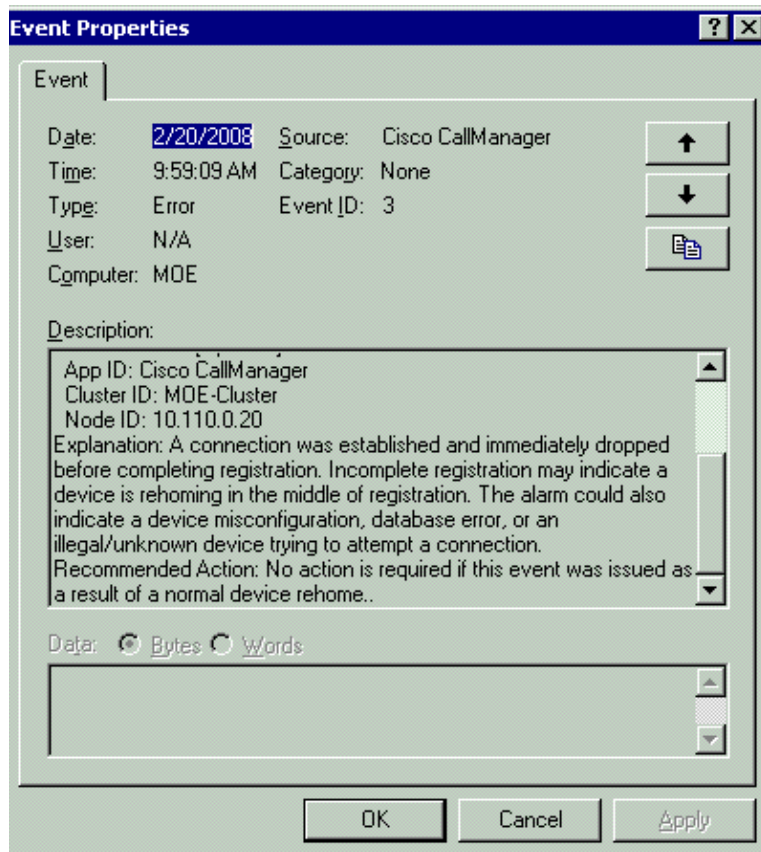 Event Properties
Event
Date: 2/20/2008 Source: Cisco CallManager
Time: 9:59:09 AM Category: None
Type: Error Event ID: 3
User: N/A
Computer: MOE
Description:
App ID: Cisco CallManager
Cluster ID: MOE-Cluster
Node ID: 10.110.0.20
Explanation: A connection was established and immediately dropped
before completing registration. Incomplete registration may indicate a
device is rehoming in the middle of registration. The alarm could also
indicate a device misconfiguration, database error, or an
illegal/unknown device trying to attempt a connection.
Recommended Action: No action is required if this event was issued as
a result of a normal device rehome..
Data: Bytes Words
OK Cancel Apply